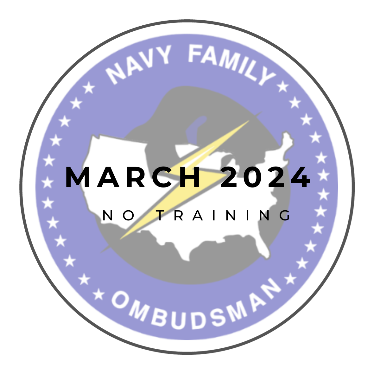 NAVY FAMILY
MARCH 2024
NO TRAINING
OMBUDSMAN